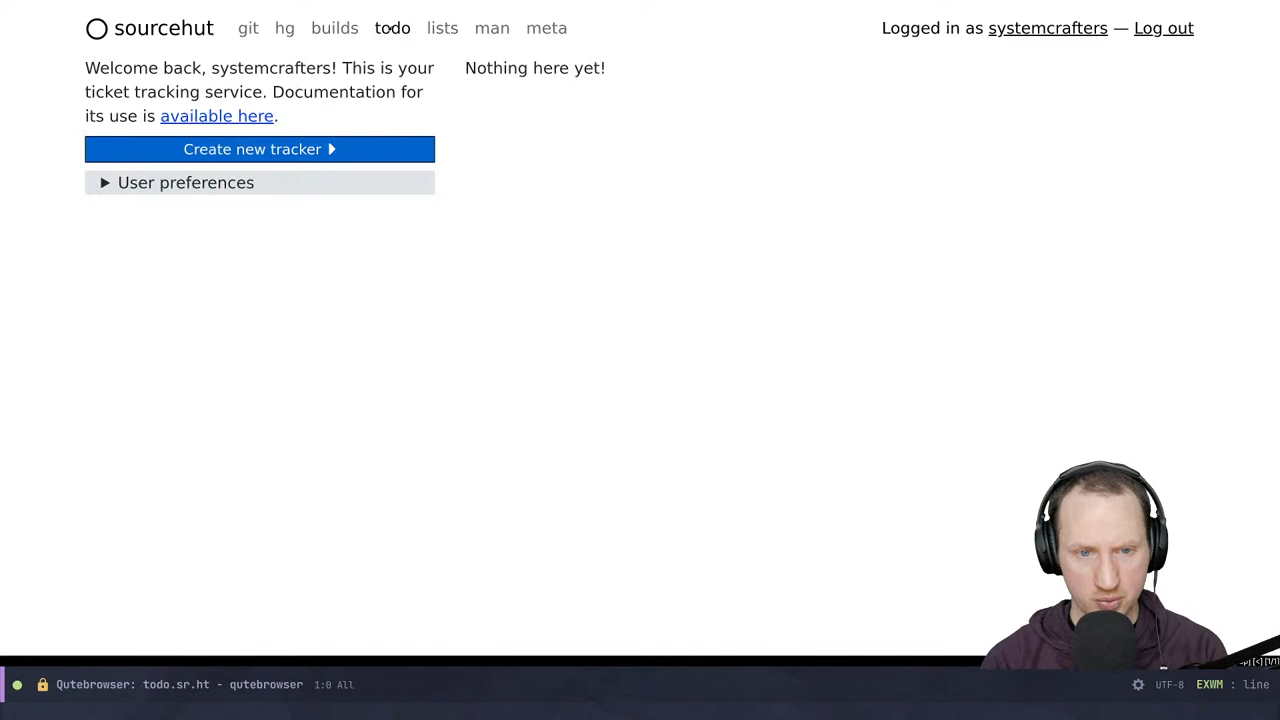 sourcehut git hg builds todo lists man meta Logged in as systemcrafters — Log out
Welcome back, systemcrafters! This is your
ticket tracking service. Documentation for
its use is available here.
Nothing here yet!
Create new tracker
User preferences
Qutebrowser: todo.sr.ht - qutebrowser 1:0 All UTF-8 EXWM : line